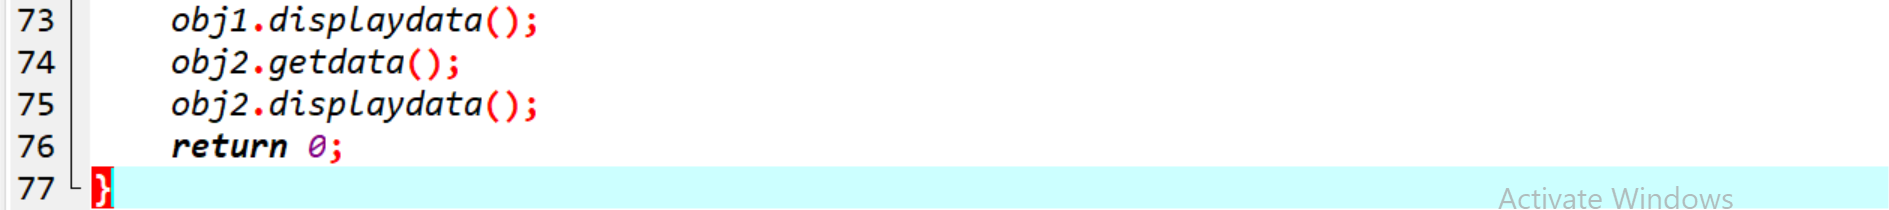 73 obj1.displaydata();
74 obj2.getdata();
75 obj2.displaydata();
76 return 0;
77 }
Activate Windows